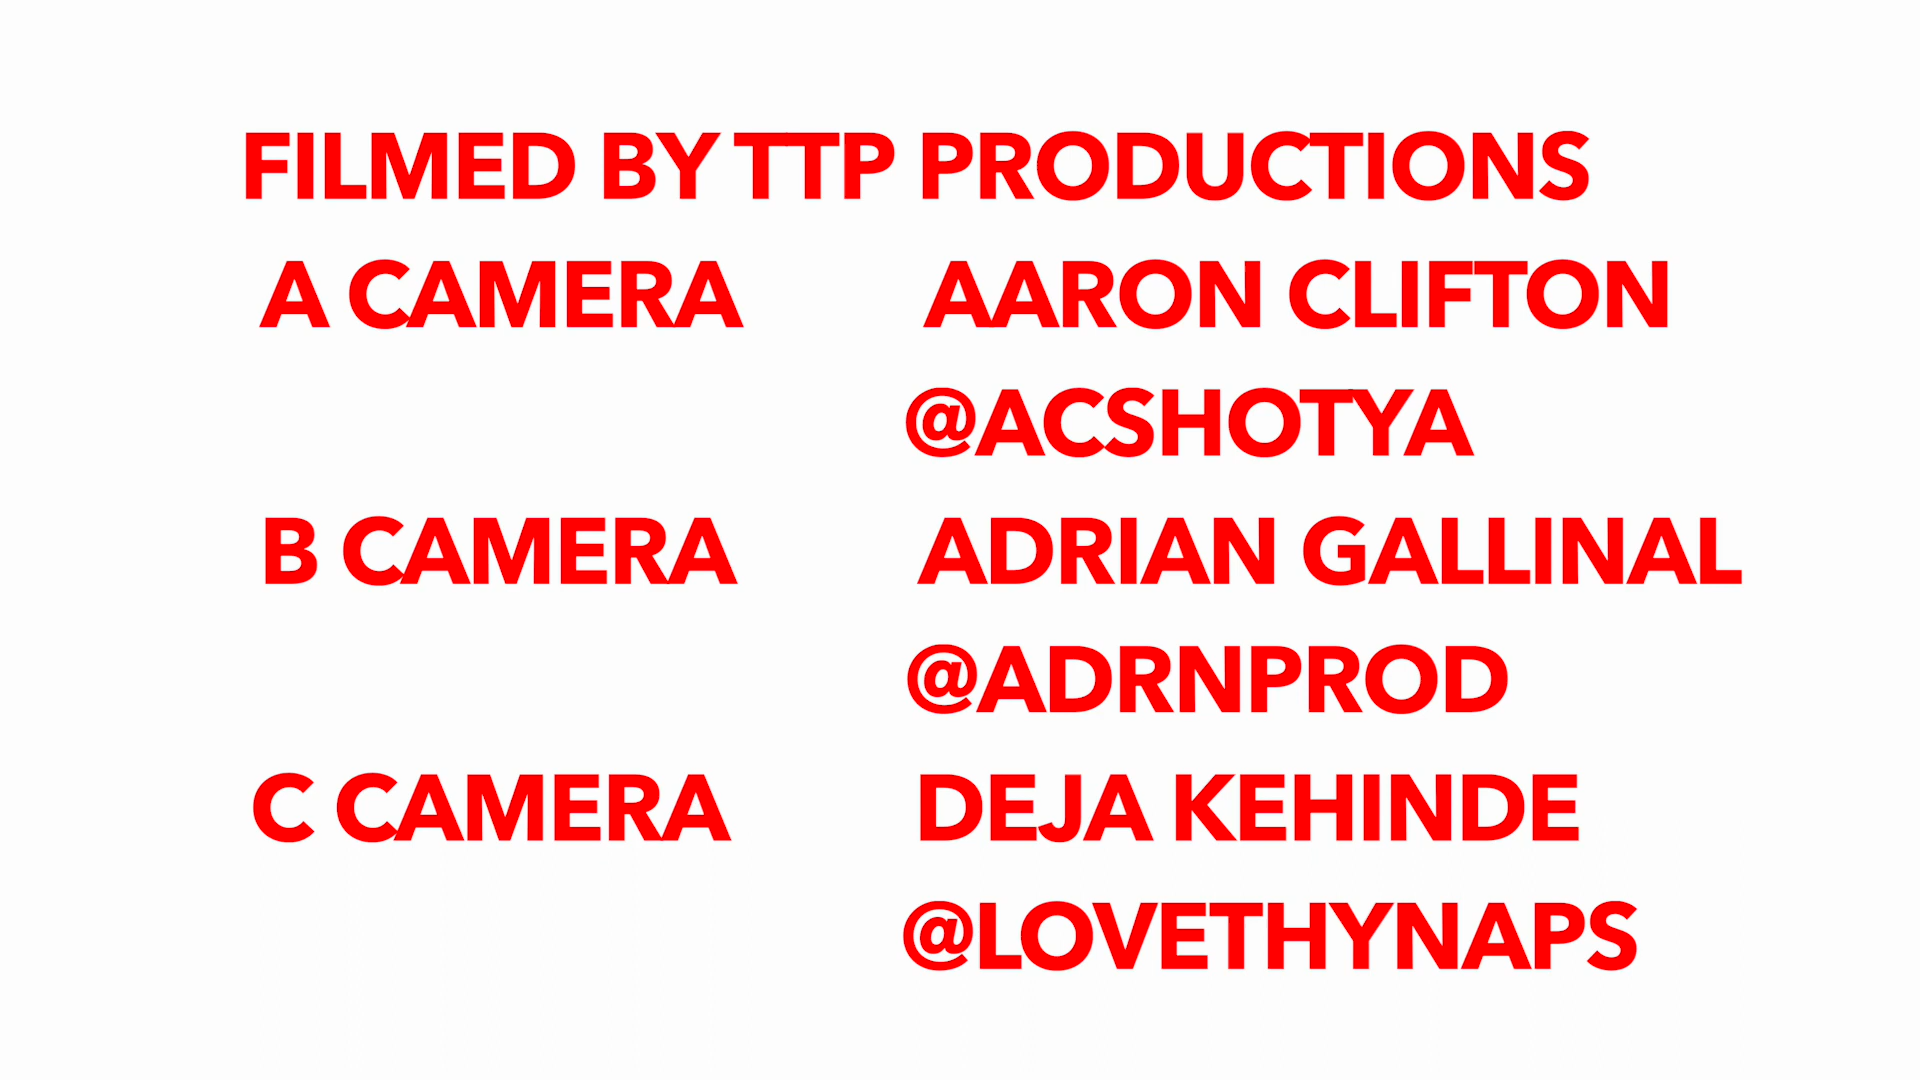 FILMED BY TTP PRODUCTIONS
A CAMERA AARON CLIFTON
@ACSHOTYA
B CAMERA ADRIAN GALLINAL
@ADRNPROD
C CAMERA DEJA KEHINDE
@LOVETHYNAPS